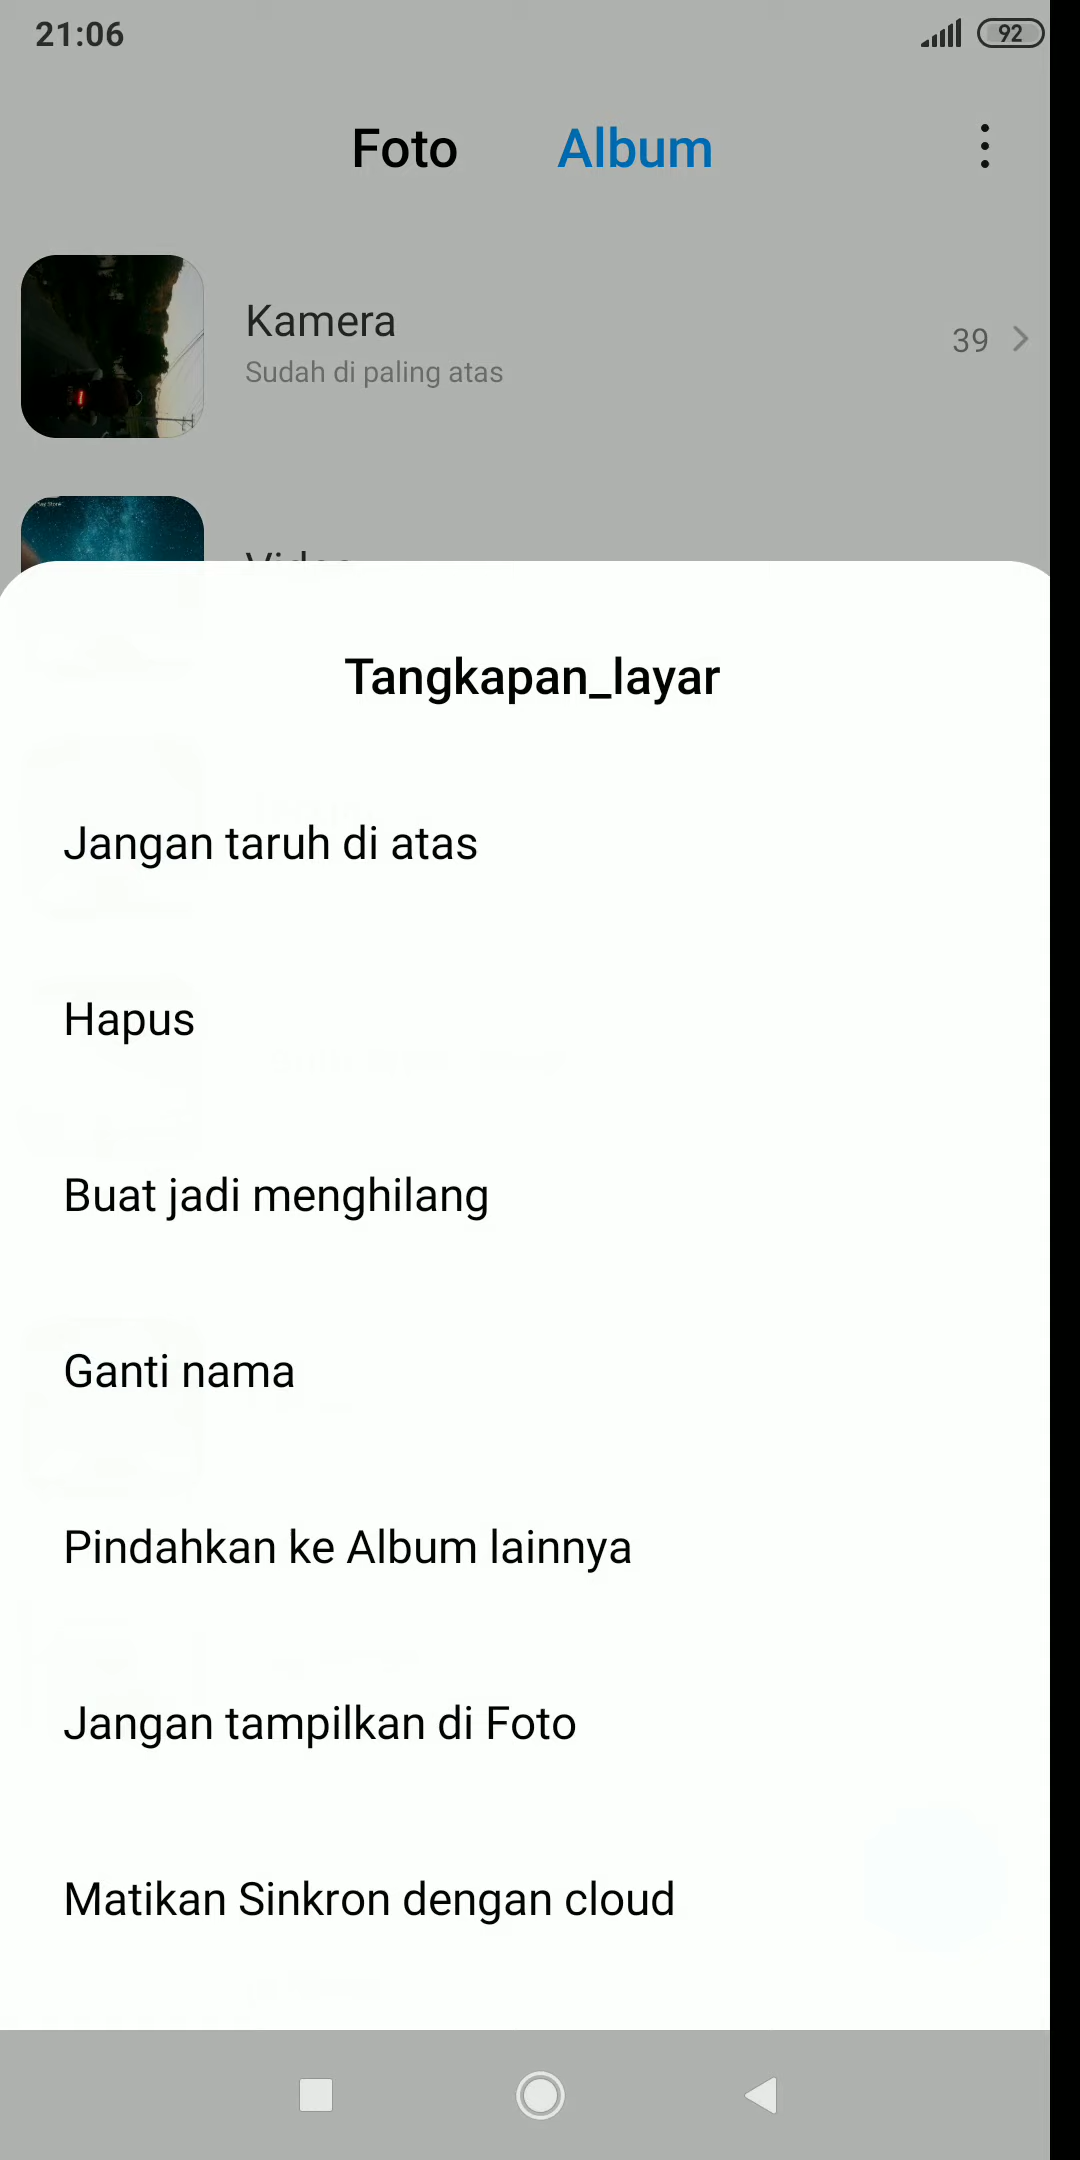 21:06
92
Foto
Album
Kamera
Sudah di paling atas
39
Tangkapan_layar
Jangan taruh di atas
Hapus
Buat jadi menghilang
Ganti nama
Pindahkan ke Album lainnya
Jangan tampilkan di Foto
Matikan Sinkron dengan cloud